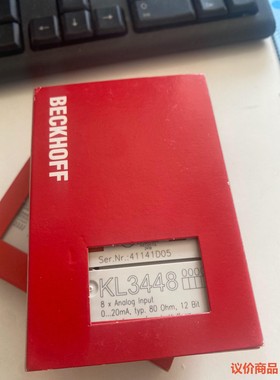 BECKHOFF
Ser.Nr.:41141005
KL3448
8 x Analog Input
0...20mA, typ. 80 Ohm, 12 Bit
议价商品